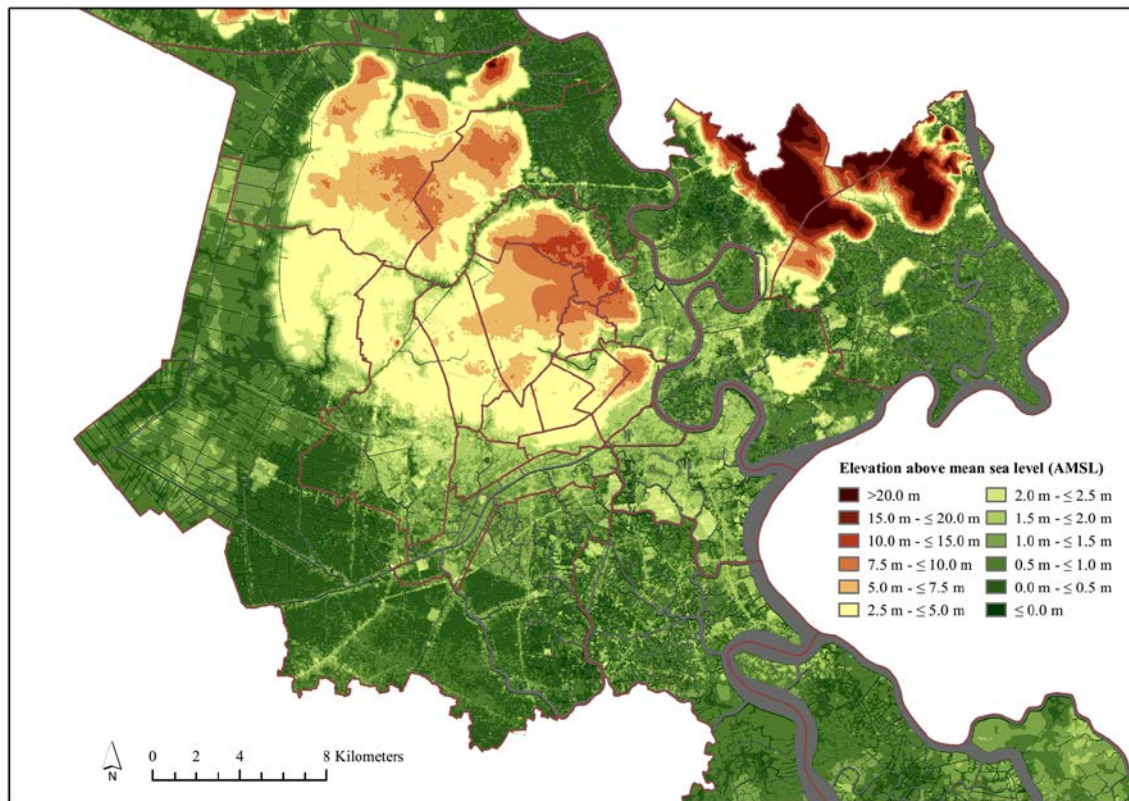 Elevation above mean sea level (AMSL)
>20.0 m
15.0 m - ≤ 20.0 m
10.0 m - ≤ 15.0 m
7.5 m - ≤ 10.0 m
5.0 m - ≤ 7.5 m
2.5 m - ≤ 5.0 m
2.0 m - ≤ 2.5 m
1.5 m - ≤ 2.0 m
1.0 m - ≤ 1.5 m
0.5 m - ≤ 1.0 m
0.0 m - ≤ 0.5 m
≤ 0.0 m
N
0 2 4 8 Kilometers